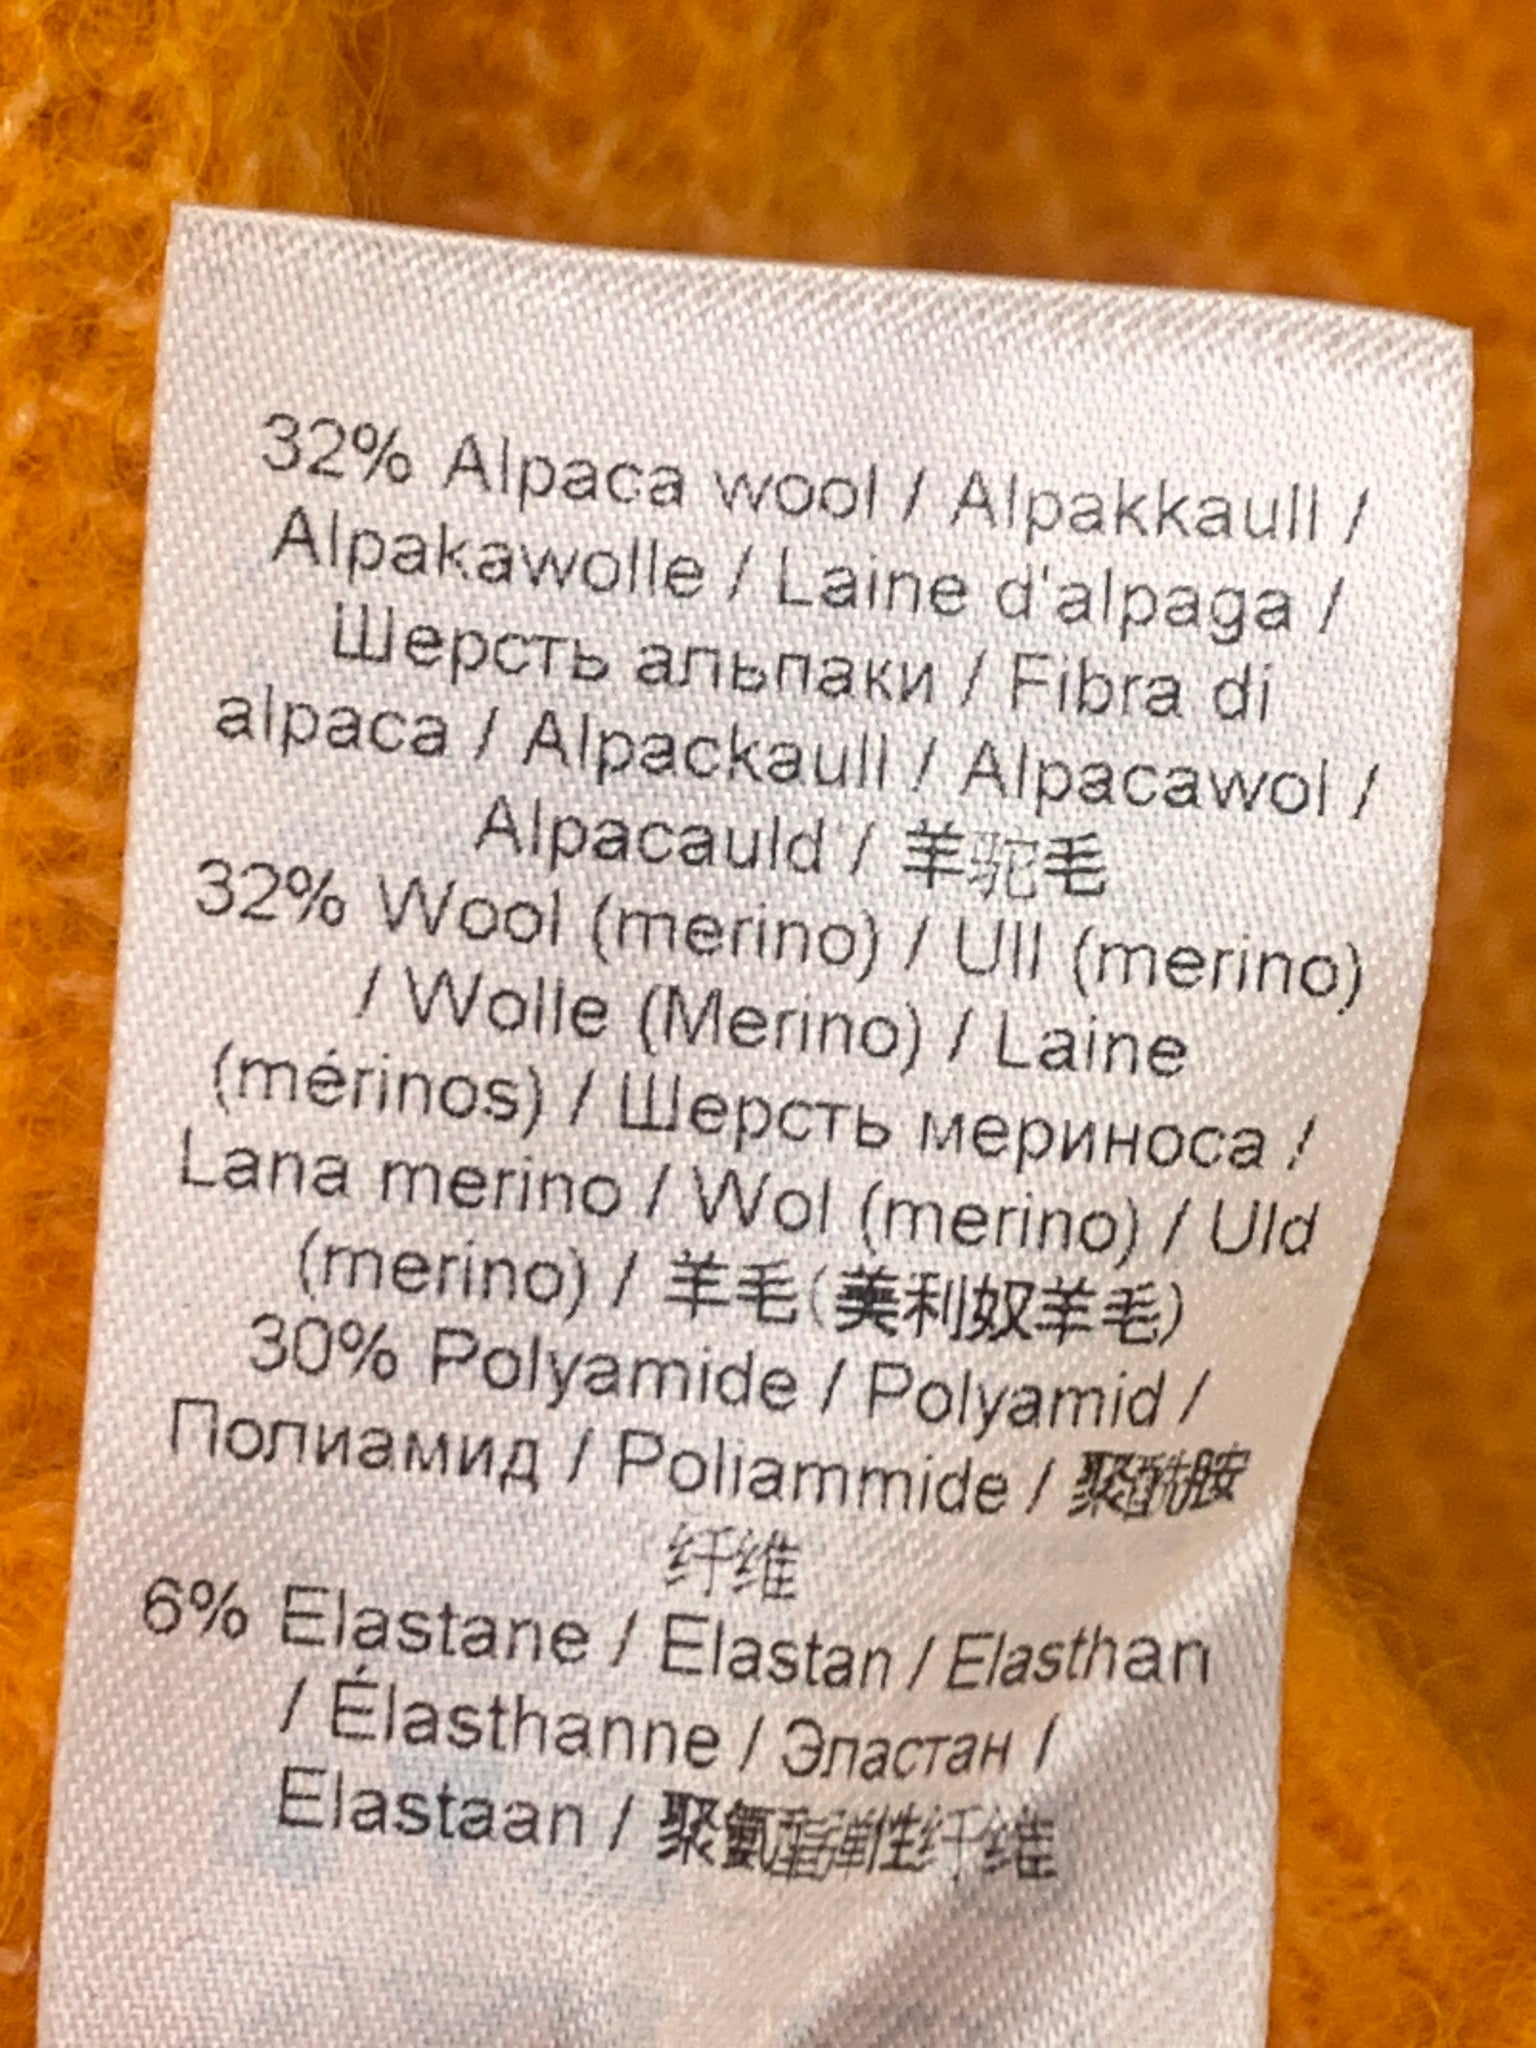 32% Alpaca wool / Alpakkaull /
Alpakawolle / Laine d'alpaga /
Шерсть альпаки / Fibra di
alpaca / Alpackaull / Alpacawol /
Alpacauld / 羊驼毛
32% Wool (merino) / Ull (merino)
/ Wolle (Merino) / Laine
(mérinos) / Шерсть мериноса /
Lana merino / Wol (merino) / Uld
(merino) / 羊毛(美利奴羊毛)
30% Polyamide / Polyamid /
Полиамид / Poliammide / 聚酰胺
纤维
6% Elastane / Elastan / Elasthan
/ Élasthanne / Эластан /
Elastaan / 聚氨酯弹性纤维